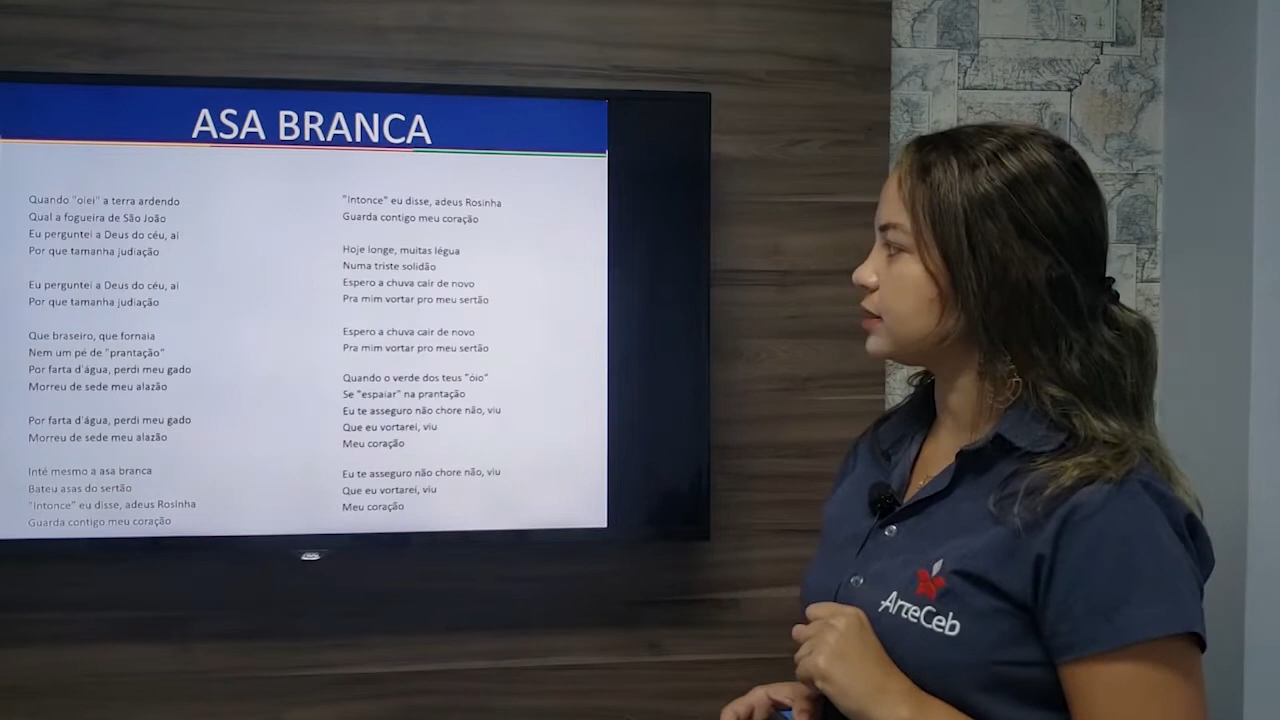 ASA BRANCA
Quando "olei" a terra ardendo
Qual a fogueira de São João
Eu perguntei a Deus do céu, ai
Por que tamanha judiação
Eu perguntei a Deus do céu, ai
Por que tamanha judiação
Que braseiro, que fornaia
Nem um pé de "prantação"
Por farta d'água, perdi meu gado
Morreu de sede meu alazão
Por farta d'água, perdi meu gado
Morreu de sede meu alazão
Inté mesmo a asa branca
Bateu asas do sertão
"Intonce" eu disse, adeus Rosinha
Guarda contigo meu coração
"Intonce" eu disse, adeus Rosinha
Guarda contigo meu coração
Hoje longe, muitas légua
Numa triste solidão
Espero a chuva cair de novo
Pra mim vortar pro meu sertão
Espero a chuva cair de novo
Pra mim vortar pro meu sertão
Quando o verde dos teus "óio"
Se "espaiar" na prantação
Eu te asseguro não chore não, viu
Que eu vortarei, viu
Meu coração
Eu te asseguro não chore não, viu
Que eu vortarei, viu
Meu coração
ArteCeb